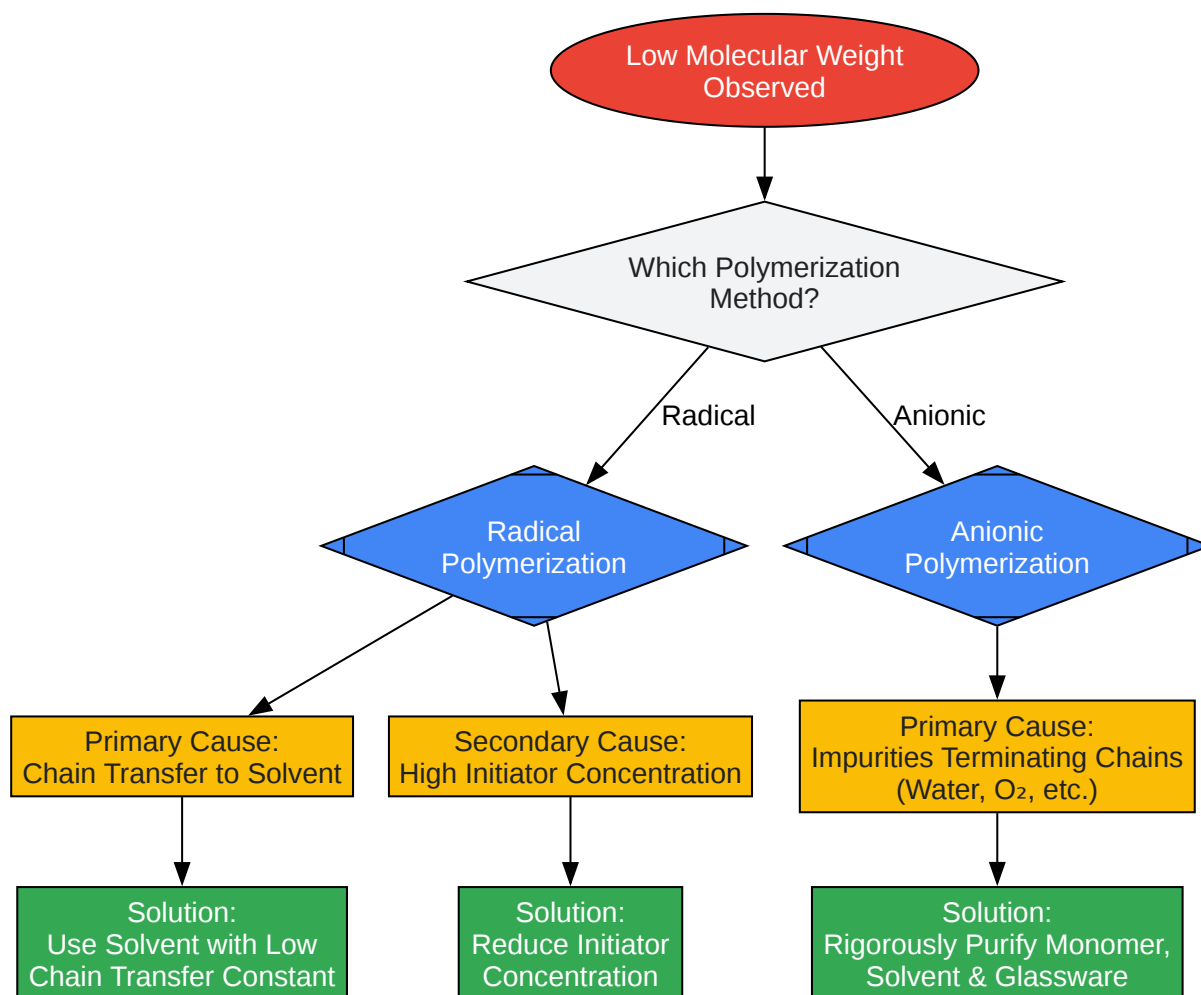 Low Molecular Weight
Observed
Which Polymerization
Method?
Radical
Anionic
Radical
Polymerization
Anionic
Polymerization
Primary Cause:
Chain Transfer to Solvent
Secondary Cause:
High Initiator Concentration
Primary Cause:
Impurities Terminating Chains
(Water, O₂, etc.)
Solution:
Use Solvent with Low
Chain Transfer Constant
Solution:
Reduce Initiator
Concentration
Solution:
Rigorously Purify Monomer,
Solvent & Glassware